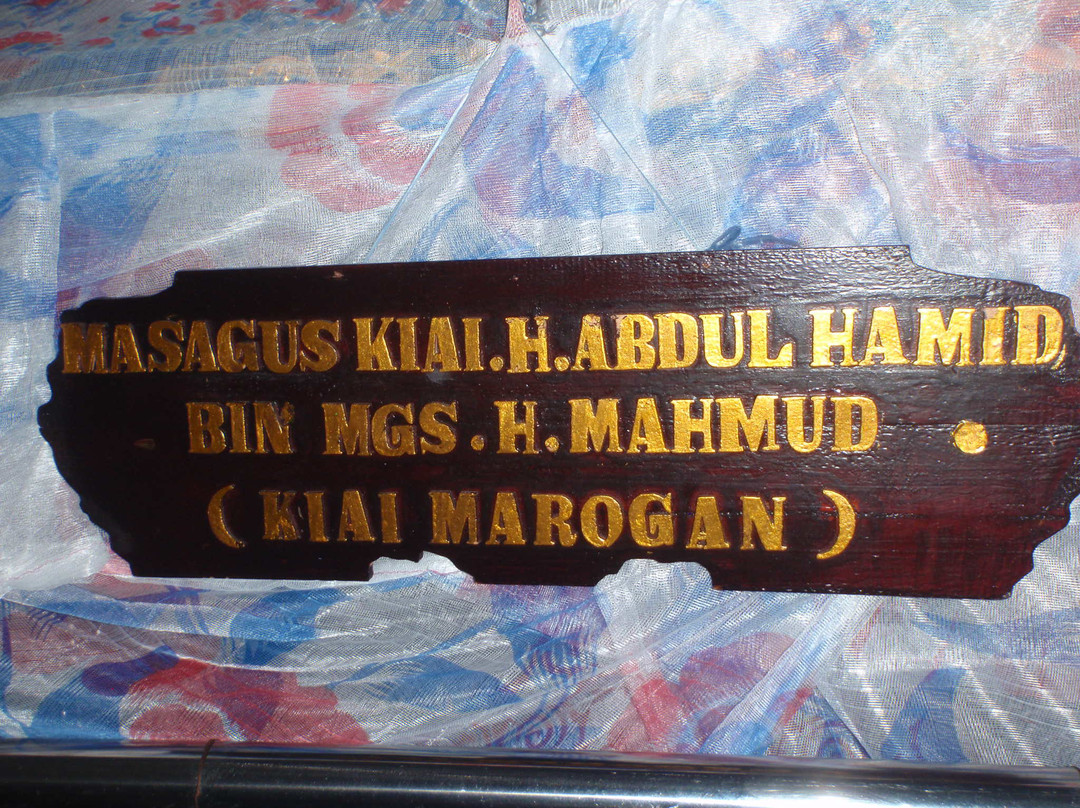 MASAGUS KIAI.H.ABDUL HAMID
BIN MGS.H.MAHMUD
(KIAI MAROGAN)